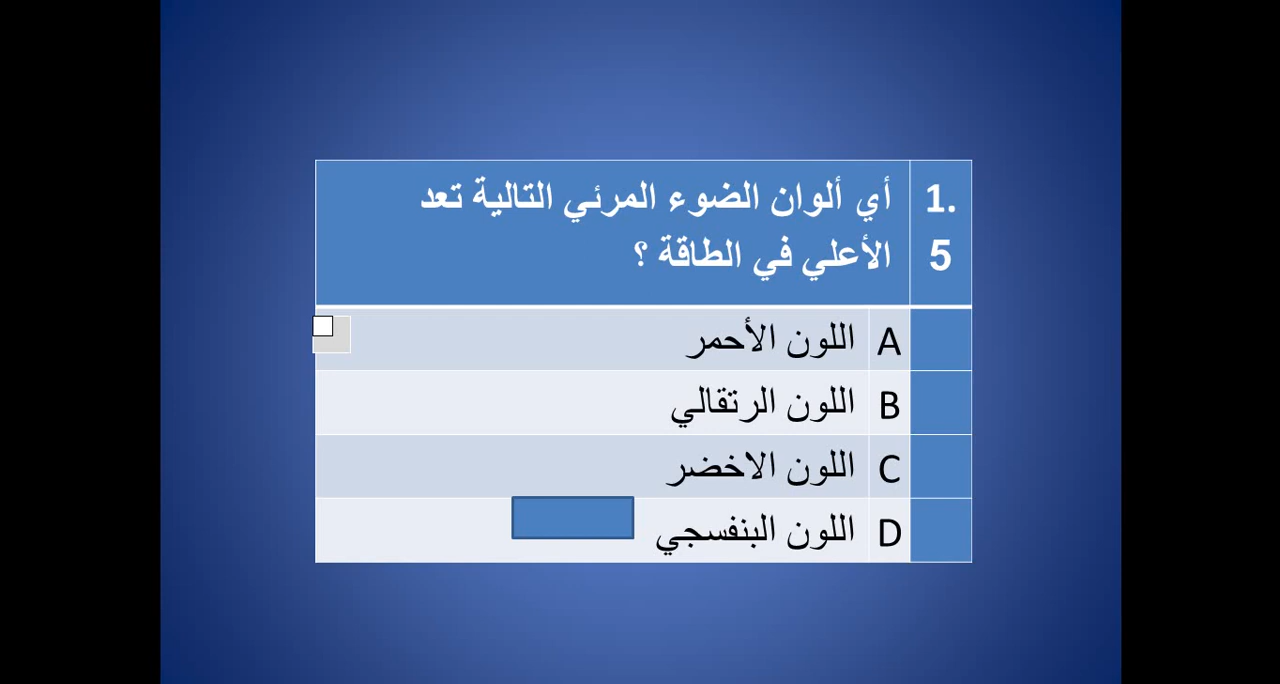 1. أي ألوان الضوء المرئي التالية تعد
5 الأعلي في الطاقة ؟
A اللون الأحمر
B اللون الرتقالي
C اللون الاخضر
D اللون البنفسجي